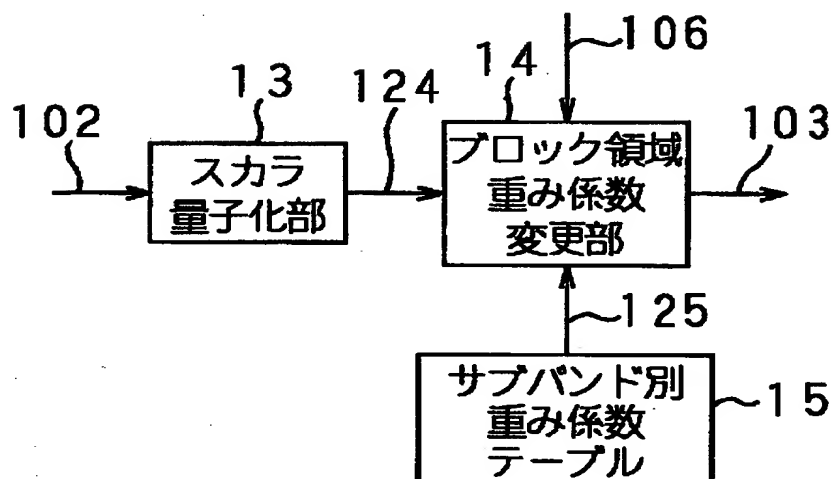 106
13
14
124
102
103
スカラ
量子化部
ブロック領域
重み係数
変更部
125
サブバンド別
重み係数
テーブル
15